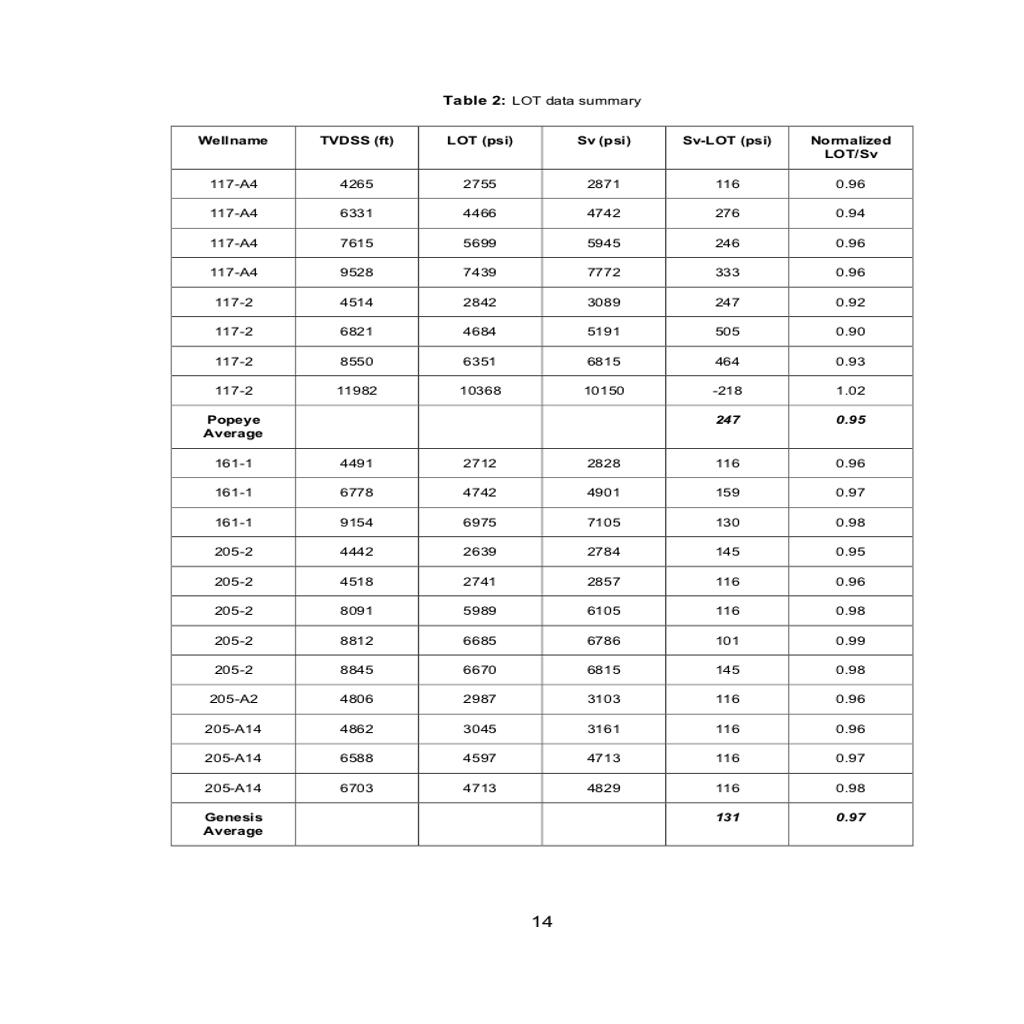 Table 2: LOT data summary
Wellname TVDSS (ft) LOT (psi) Sv (psi) Sv-LOT (psi) Normalized
LOT/Sv
117-A4 4265 2755 2871 116 0.96
117-A4 6331 4466 4742 276 0.94
117-A4 7615 5699 5945 246 0.96
117-A4 9528 7439 7772 333 0.96
117-2 4514 2842 3089 247 0.92
117-2 6821 4684 5191 505 0.90
117-2 8550 6351 6815 464 0.93
117-2 11982 10368 10150 -218 1.02
Popeye 247 0.95
Average
161-1 4491 2712 2828 116 0.96
161-1 6778 4742 4901 159 0.97
161-1 9154 6975 7105 130 0.98
205-2 4442 2639 2784 145 0.95
205-2 4518 2741 2857 116 0.96
205-2 8091 5989 6105 116 0.98
205-2 8812 6685 6786 101 0.99
205-2 8845 6670 6815 145 0.98
205-A2 4806 2987 3103 116 0.96
205-A14 4862 3045 3161 116 0.96
205-A14 6588 4597 4713 116 0.97
205-A14 6703 4713 4829 116 0.98
Genesis 131 0.97
Average
14